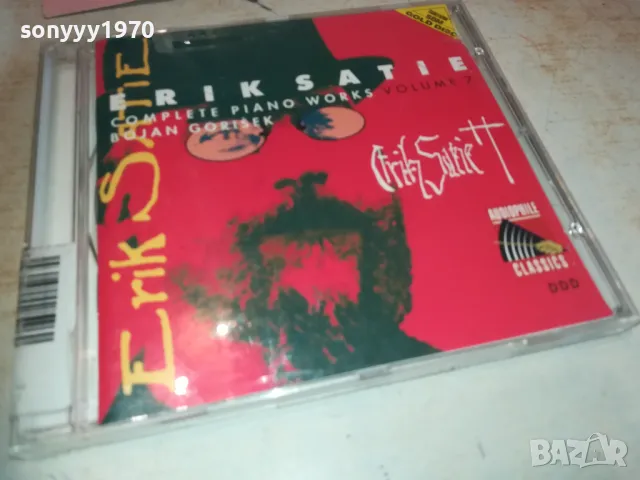 sonyyy1970
ERIK SATIE
COMPLETE PIANO WORKS VOLUME 7
BOJAN GORIŠEK
Erik Satie
Erik Satie
GOLD DISC
AUDIOPHILE
CLASSICS
DDD
BAZAR